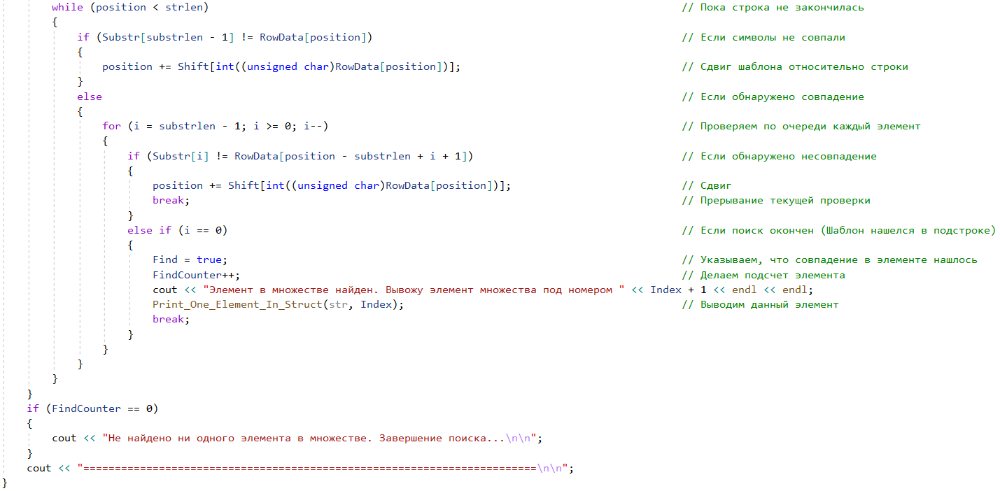 while (position < strlen) // Пока строка не закончилась
{
if (Substr[substrlen - 1] != RowData[position]) // Если символы не совпали
{
position += Shift[int((unsigned char)RowData[position])]; // Сдвиг шаблона относительно строки
}
else // Если обнаружено совпадение
{
for (i = substrlen - 1; i >= 0; i--) // Проверяем по очереди каждый элемент
{
if (Substr[i] != RowData[position - substrlen + i + 1]) // Если обнаружено несовпадение
{
position += Shift[int((unsigned char)RowData[position])]; // Сдвиг
break; // Прерывание текущей проверки
}
else if (i == 0) // Если поиск окончен (Шаблон нашелся в подстроке)
{
Find = true; // Указываем, что совпадение в элементе нашлось
FindCounter++; // Делаем подсчет элемента
cout << "Элемент в множестве найден. Вывожу элемент множества под номером " << Index + 1 << endl << endl;
Print_One_Element_In_Struct(str, Index); // Выводим данный элемент
break;
}
}
}
}
}
if (FindCounter == 0)
{
cout << "Не найдено ни одного элемента в множестве. Завершение поиска...\n\n";
}
cout << "========================================================================\n\n";
}